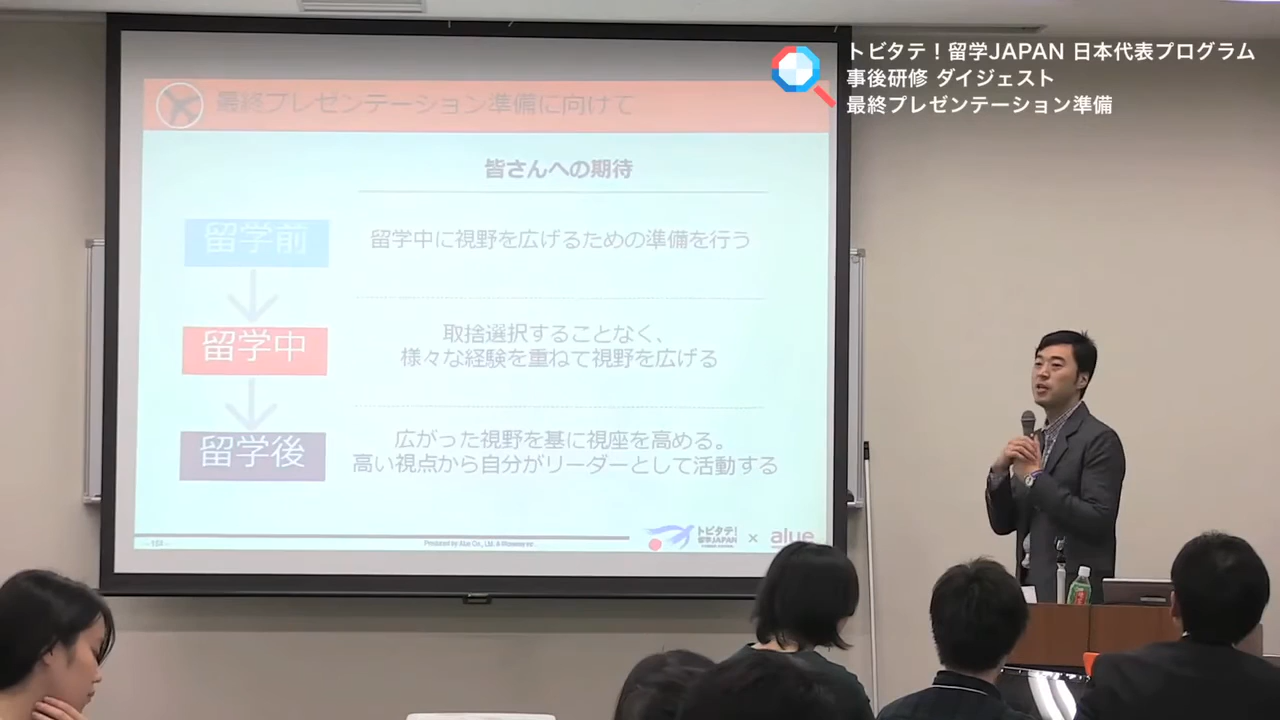 トビタテ！留学JAPAN 日本代表プログラム
事後研修 ダイジェスト
最終プレゼンテーション準備
最終プレゼンテーション準備に向けて
皆さんへの期待
留学前
留学中に視野を広げるための準備を行う
留学中
取捨選択することなく、
様々な経験を重ねて視野を広げる
留学後
広がった視野を基に視座を高める。
高い視点から自分がリーダーとして活動する
トビタテ！
留学JAPAN
× alue